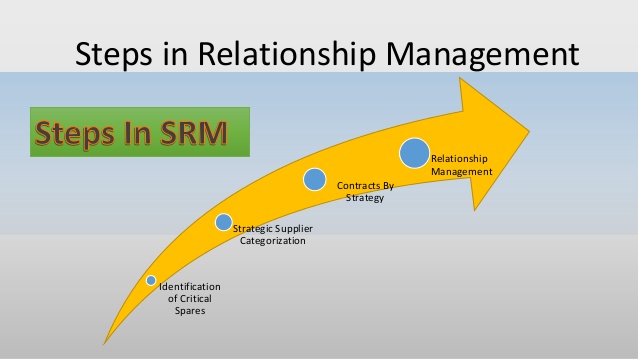 Steps in Relationship Management
Steps In SRM
Relationship
Management
Contracts By
Strategy
Strategic Supplier
Categorization
Identification
of Critical
Spares